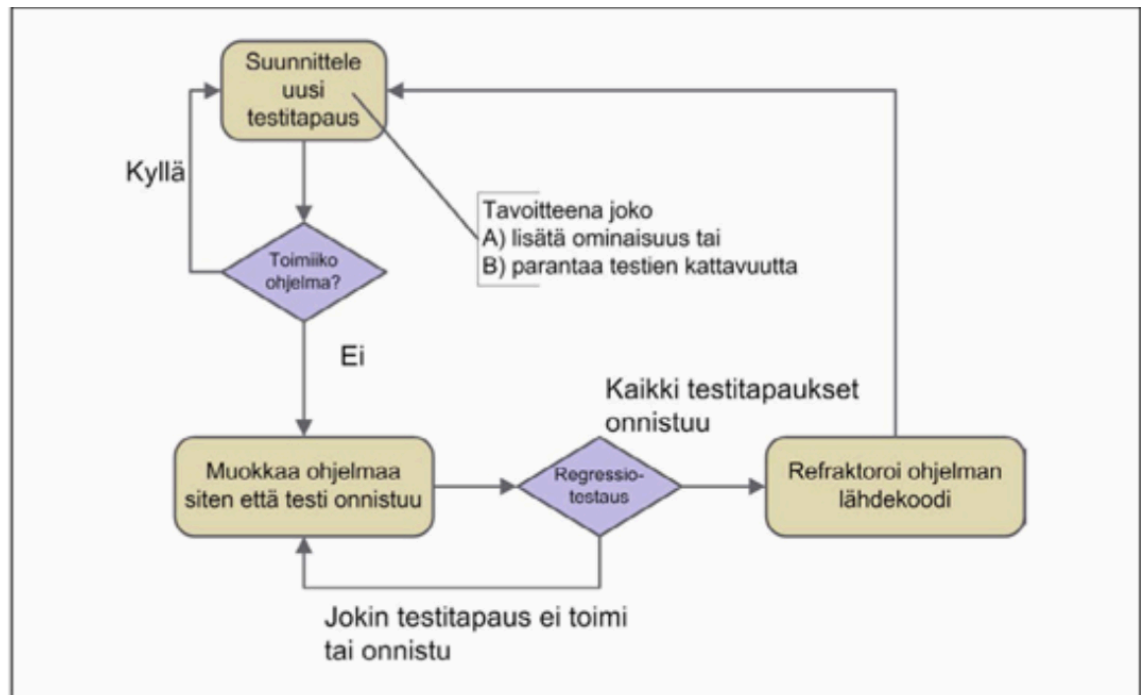 Suunnittele
uusi
testitapaus
Kyllä
Tavoitteena joko
A) lisätä ominaisuus tai
B) parantaa testien kattavuutta
Toimiiko
ohjelma?
Ei
Kaikki testitapaukset
onnistuu
Muokkaa ohjelmaa
siten että testi onnistuu
Regressio-
testaus
Refraktoroi ohjelman
lähdekoodi
Jokin testitapaus ei toimi
tai onnistu